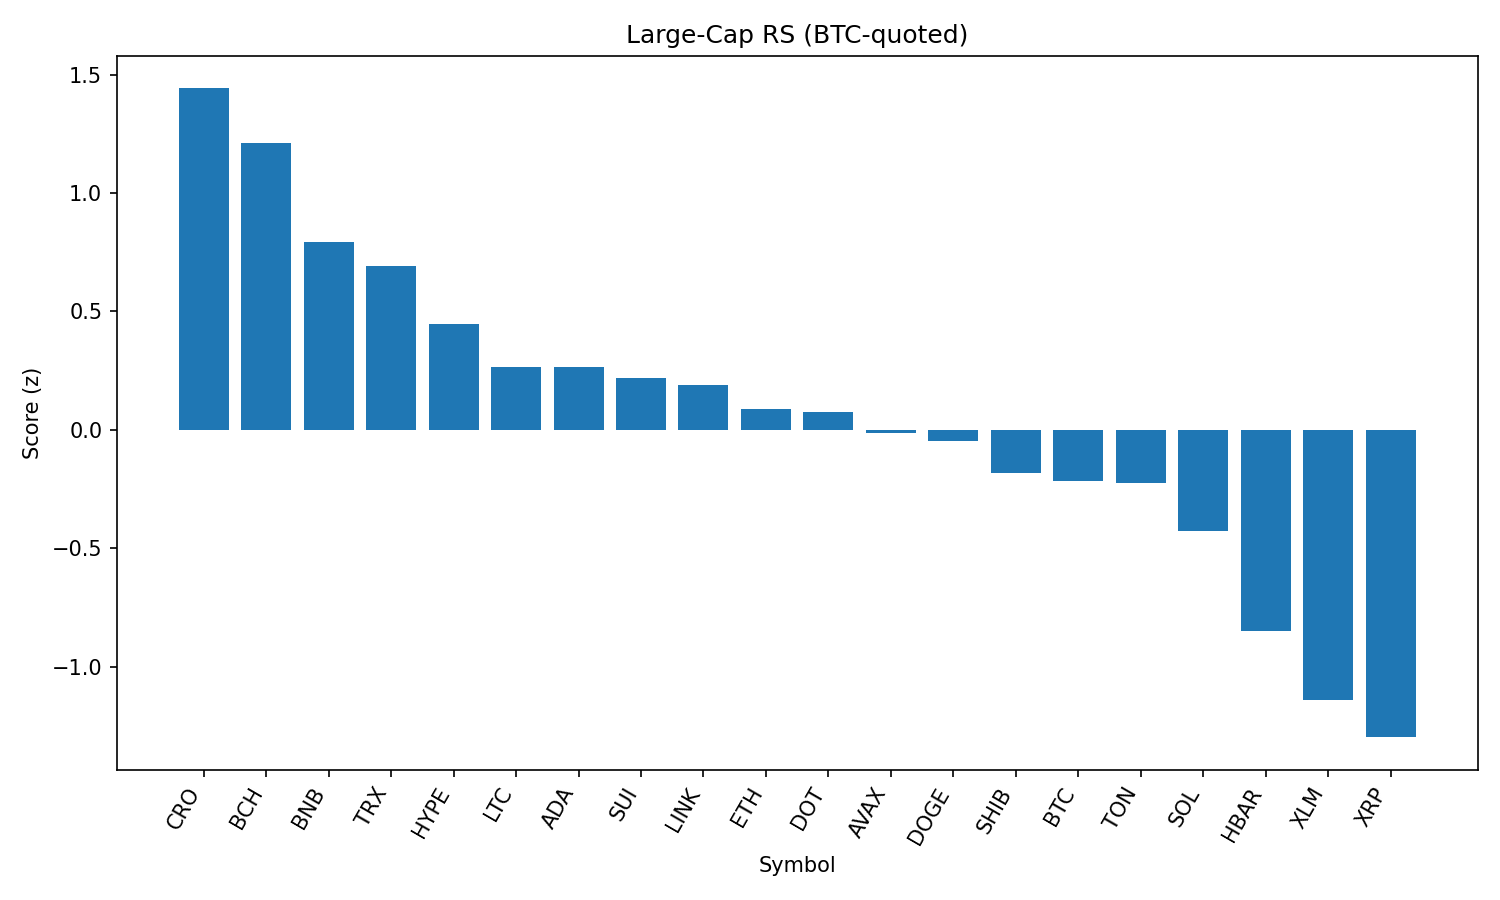 Large-Cap RS (BTC-quoted)
Score (z)
1.5
1.0
0.5
0.0
−0.5
−1.0
CRO
BCH
BNB
TRX
HYPE
LTC
ADA
SUI
LINK
ETH
DOT
AVAX
DOGE
SHIB
BTC
TON
SOL
HBAR
XLM
XRP
Symbol